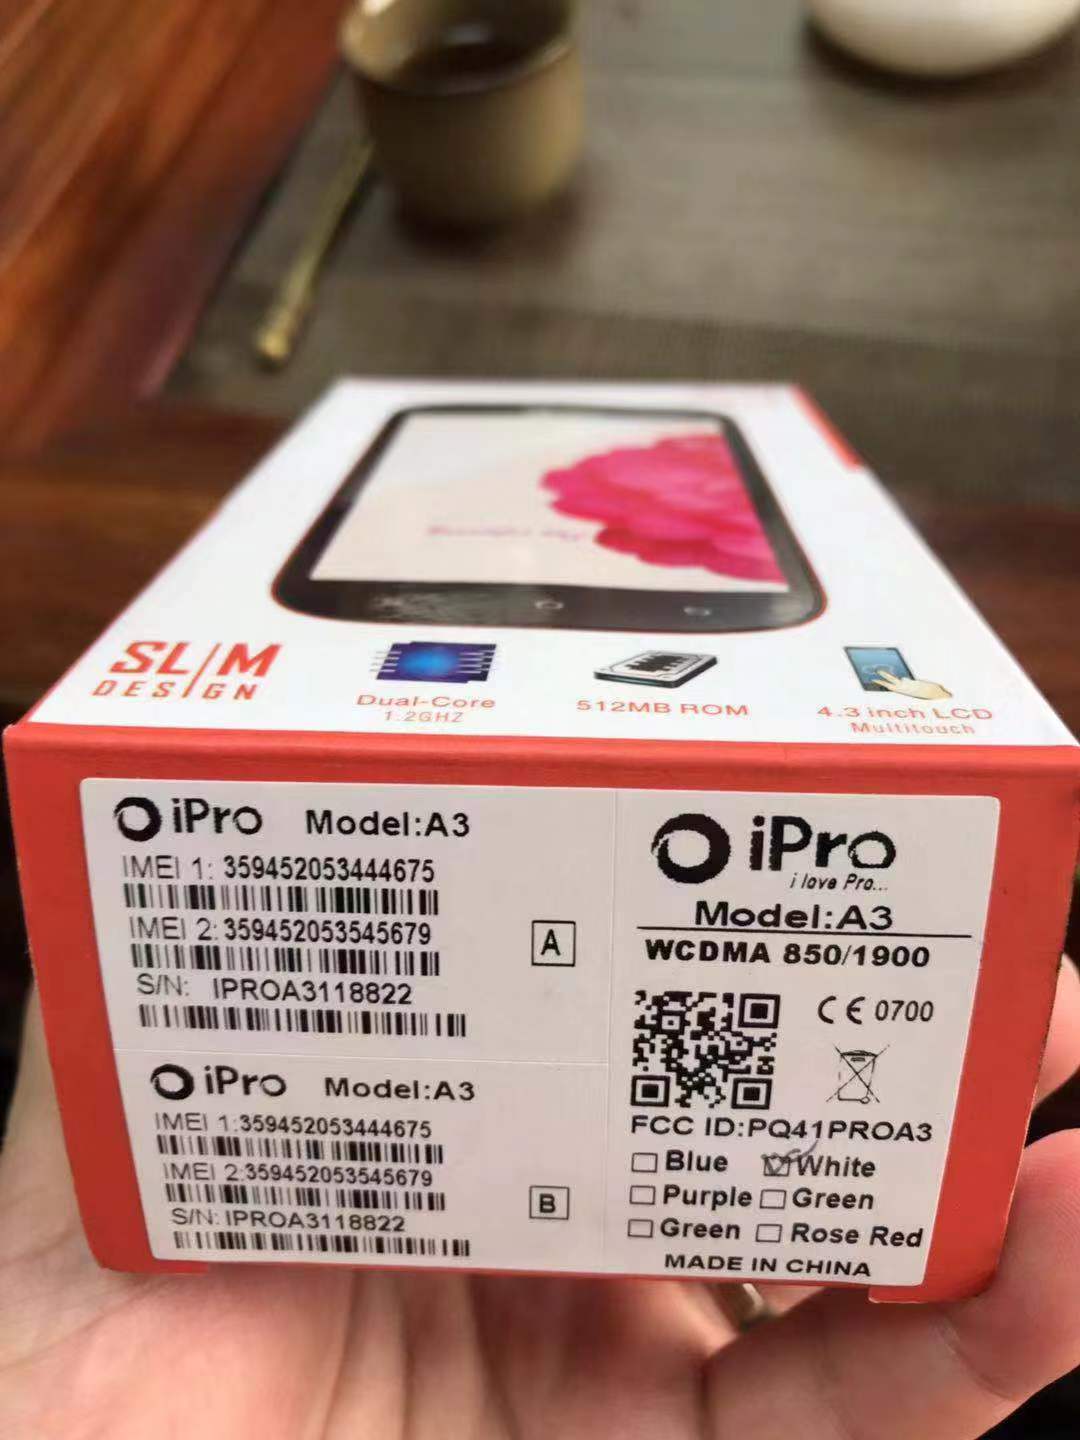 SLIM
DESIGN
Dual-Core
1.2GHZ
512MB ROM
4.3 inch LCD
Multitouch
iPro Model:A3
IMEI 1: 359452053444675
IMEI 2: 359452053545679
S/N: IPROA3118822
A
iPro Model:A3
IMEI 1:359452053444675
IMEI 2:359452053545679
S/N: IPROA3118822
B
iPro
i love Pro...
Model:A3
WCDMA 850/1900
CE 0700
FCC ID:PQ41PROA3
Blue White
Purple Green
Green Rose Red
MADE IN CHINA